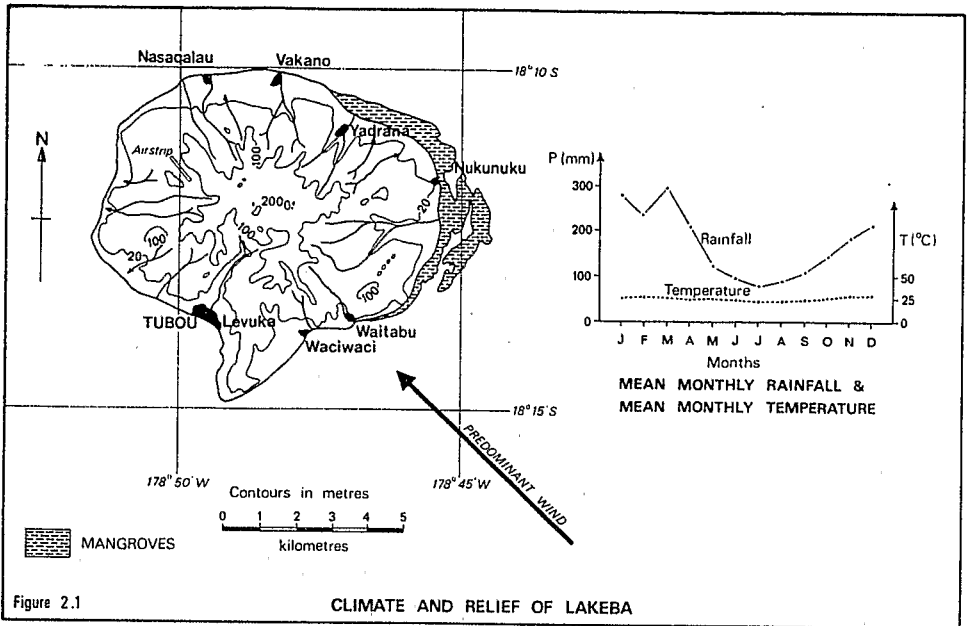 Nasaqalau
Vakano
18° 10 S
N
Yadrana
Airstrip
100
Nukunuku
200
100
100
20
20
100
TUBOU
Levuka
Waitabu
Waciwaci
18° 15 S
178° 50' W
178° 45' W
PREDOMINANT WIND
Contours in metres
0 1 2 3 4 5
kilometres
MANGROVES
P (mm)
300
200
100
0
Rainfall
Temperature
T (°C)
50
25
0
J F M A M J J A S O N D
Months
MEAN MONTHLY RAINFALL &
MEAN MONTHLY TEMPERATURE
Figure 2.1
CLIMATE AND RELIEF OF LAKEBA